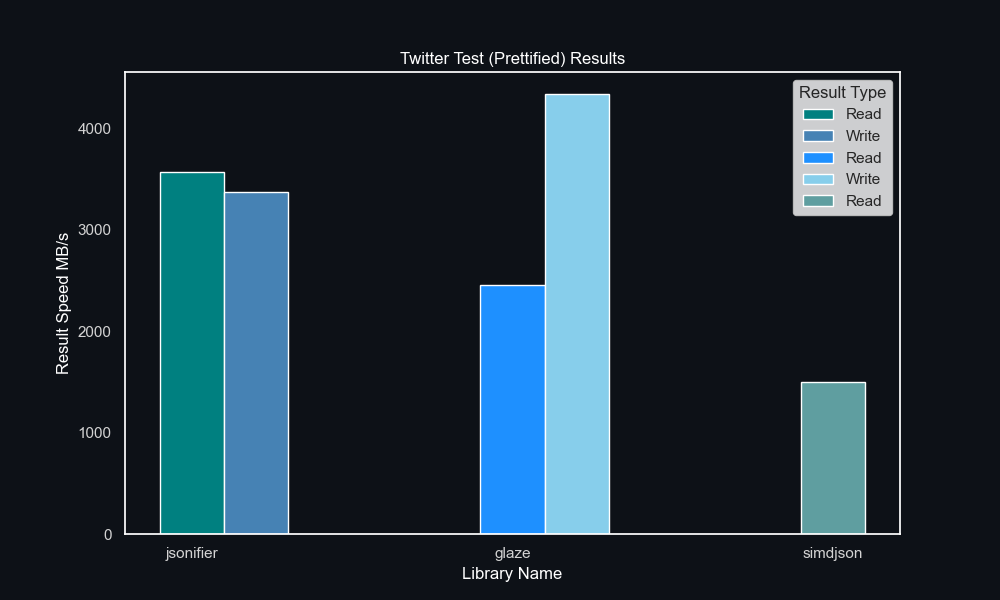 Twitter Test (Prettified) Results
Result Type
Read
Write
Read
Write
Read
Result Speed MB/s
4000
3000
2000
1000
0
jsonifier glaze simdjson
Library Name